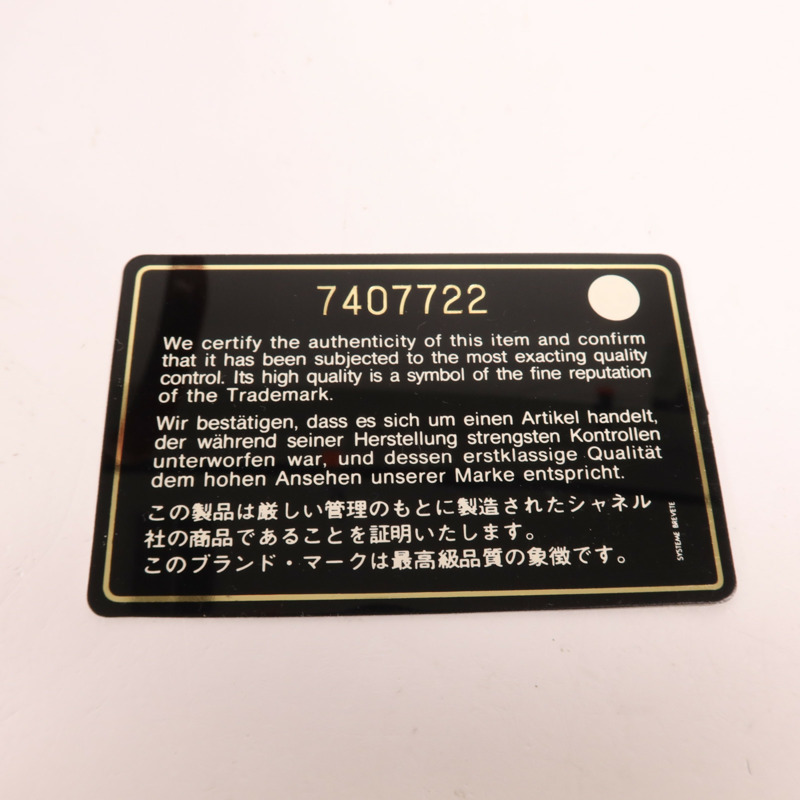 7407722
We certify the authenticity of this item and confirm
that it has been subjected to the most exacting quality
control. Its high quality is a symbol of the fine reputation
of the Trademark.
Wir bestätigen, dass es sich um einen Artikel handelt,
der während seiner Herstellung strengsten Kontrollen
unterworfen war, und dessen erstklassige Qualität
dem hohen Ansehen unserer Marke entspricht.
この製品は厳しい管理のもとに製造されたシャネル
社の商品であることを証明いたします。
このブランド・マークは最高級品質の象徴です。
SYSTEME BREVETE